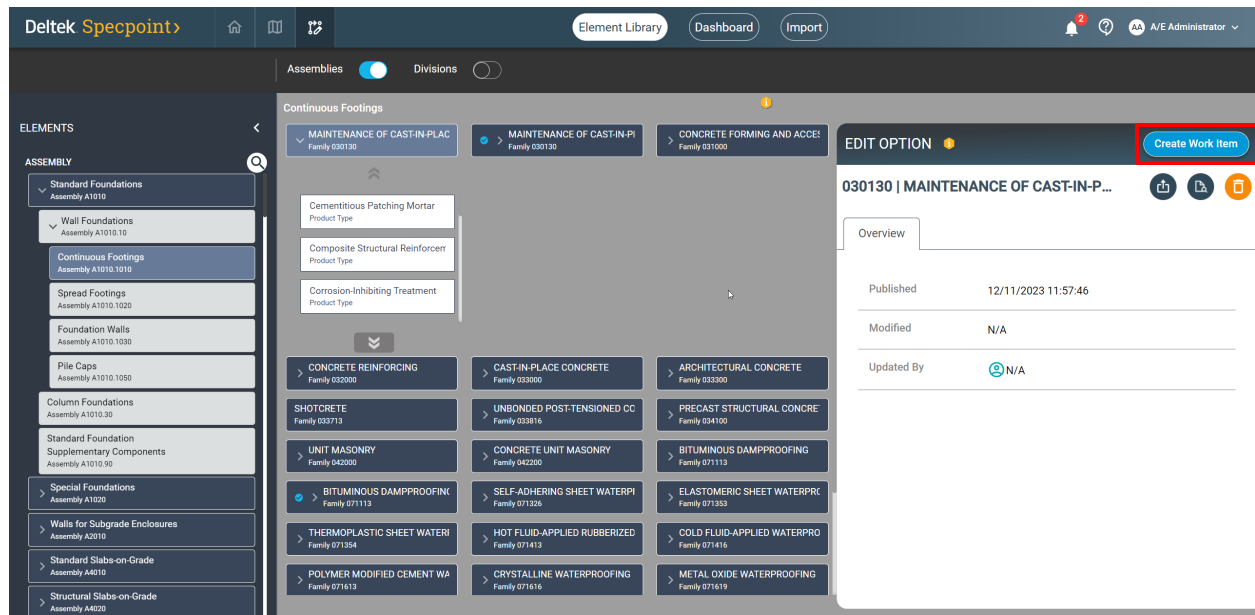 Deltek Specpoint>
Element Library
Dashboard
Import
2
AA
A/E Administrator
Assemblies
Divisions
ELEMENTS
ASSEMBLY
Standard Foundations
Assembly A1010
Wall Foundations
Assembly A1010.10
Continuous Footings
Assembly A1010.1010
Spread Footings
Assembly A1010.1020
Foundation Walls
Assembly A1010.1030
Pile Caps
Assembly A1010.1050
Column Foundations
Assembly A1010.30
Standard Foundation
Supplementary Components
Assembly A1010.90
Special Foundations
Assembly A1020
Walls for Subgrade Enclosures
Assembly A2010
Standard Slabs-on-Grade
Assembly A4010
Structural Slabs-on-Grade
Assembly A4020
Continuous Footings
MAINTENANCE OF CAST-IN-PLAC
Family 030130
MAINTENANCE OF CAST-IN-PI
Family 030130
CONCRETE FORMING AND ACCES
Family 031000
Cementitious Patching Mortar
Product Type
Composite Structural Reinforcem
Product Type
Corrosion-Inhibiting Treatment
Product Type
CONCRETE REINFORCING
Family 032000
CAST-IN-PLACE CONCRETE
Family 033000
ARCHITECTURAL CONCRETE
Family 033300
SHOTCRETE
Family 033713
UNBONDED POST-TENSIONED CO
Family 033816
PRECAST STRUCTURAL CONCRE
Family 034100
UNIT MASONRY
Family 042000
CONCRETE UNIT MASONRY
Family 042200
BITUMINOUS DAMPPROOFING
Family 071113
BITUMINOUS DAMPPROOFING
Family 071113
SELF-ADHERING SHEET WATERPI
Family 071326
ELASTOMERIC SHEET WATERPRO
Family 071353
THERMOPLASTIC SHEET WATERI
Family 071354
HOT FLUID-APPLIED RUBBERIZED
Family 071413
COLD FLUID-APPLIED WATERPRO
Family 071416
POLYMER MODIFIED CEMENT WA
Family 071613
CRYSTALLINE WATERPROOFING
Family 071616
METAL OXIDE WATERPROOFING
Family 071619
EDIT OPTION
Create Work Item
030130 | MAINTENANCE OF CAST-IN-P...
Overview
Published
12/11/2023 11:57:46
Modified
N/A
Updated By
N/A